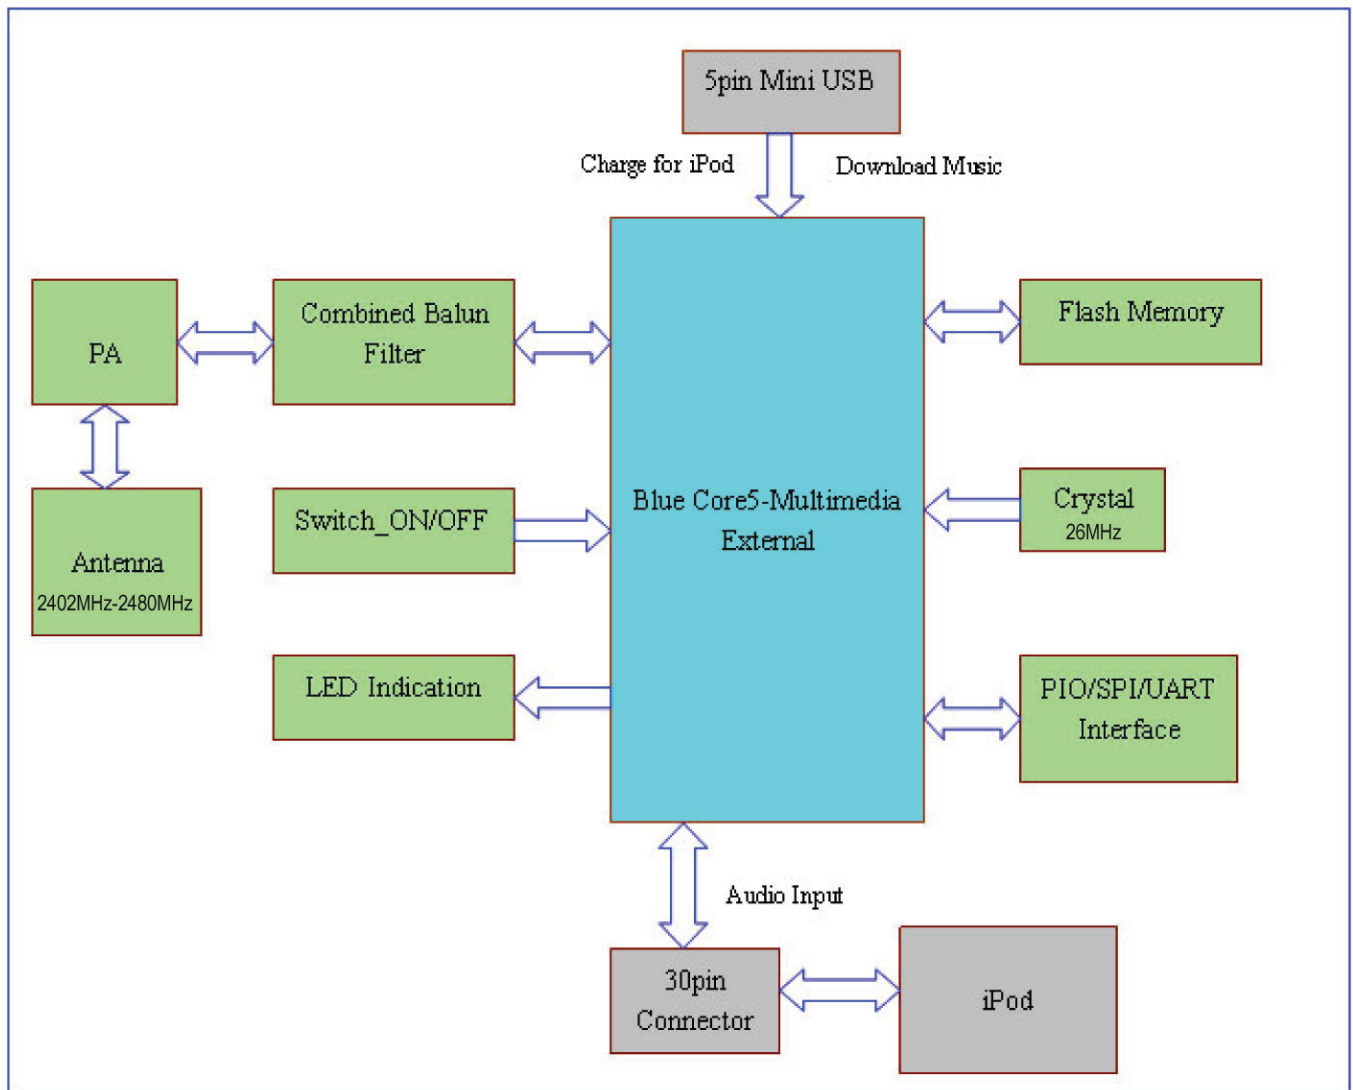 5pin Mini USB
Charge for iPod
Download Music
PA
Combined Balun
Filter
Flash Memory
Antenna
2402MHz-2480MHz
Switch_ON/OFF
Blue Core5-Multimedia
External
Crystal
26MHz
LED Indication
PIO/SPI/UART
Interface
Audio Input
30pin
Connector
iPod